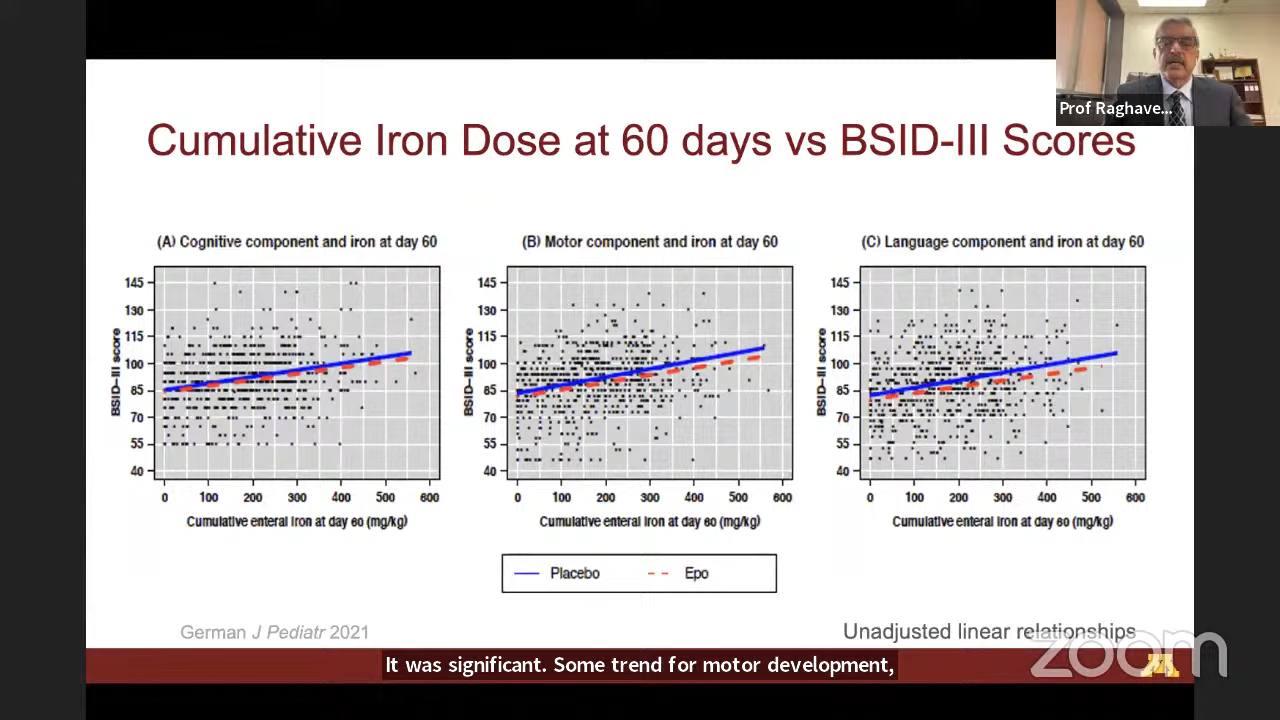 Prof Raghave...
Cumulative Iron Dose at 60 days vs BSID-III Scores
(A) Cognitive component and iron at day 60
145
130
115
100
85
70
55
40
BSID–III score
0 100 200 300 400 500 600
Cumulative enteral iron at day 60 (mg/kg)
(B) Motor component and iron at day 60
145
130
115
100
85
70
55
40
BSID–III score
0 100 200 300 400 500 600
Cumulative enteral iron at day 60 (mg/kg)
(C) Language component and iron at day 60
145
130
115
100
85
70
55
40
BSID–III score
0 100 200 300 400 500 600
Cumulative enteral iron at day 60 (mg/kg)
Placebo Epo
German J Pediatr 2021
Unadjusted linear relationships
zoom
It was significant. Some trend for motor development,
M